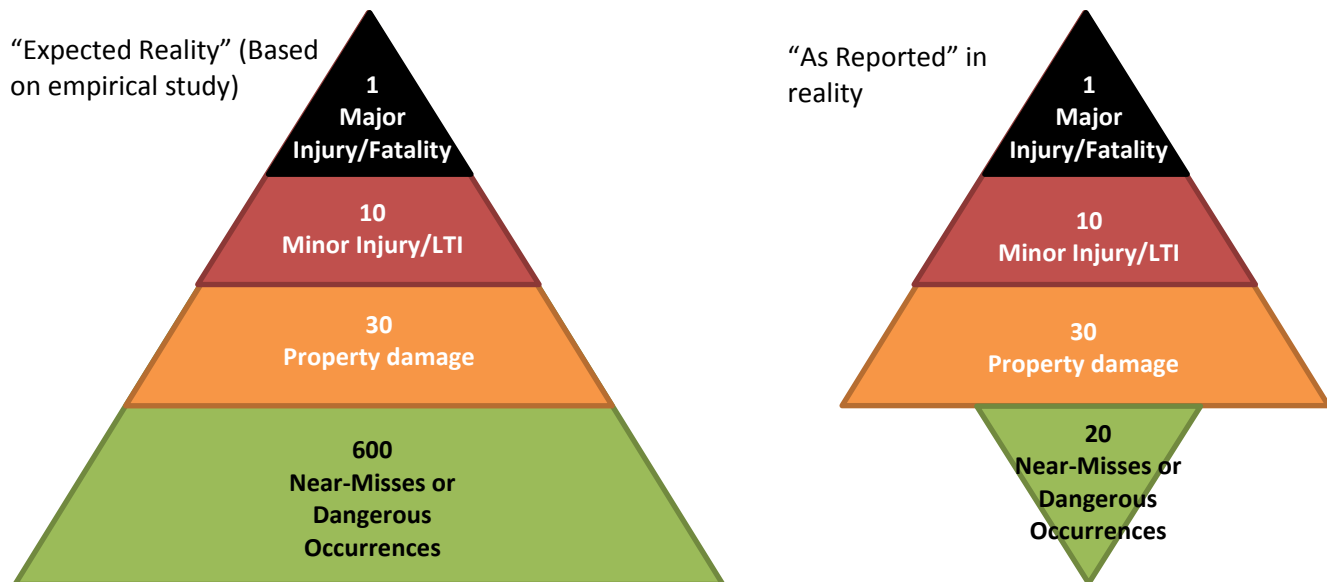 “Expected Reality” (Based
on empirical study)
1
Major
Injury/Fatality
10
Minor Injury/LTI
30
Property damage
600
Near-Misses or
Dangerous
Occurrences
“As Reported” in
reality
1
Major
Injury/Fatality
10
Minor Injury/LTI
30
Property damage
20
Near-Misses or
Dangerous
Occurrences